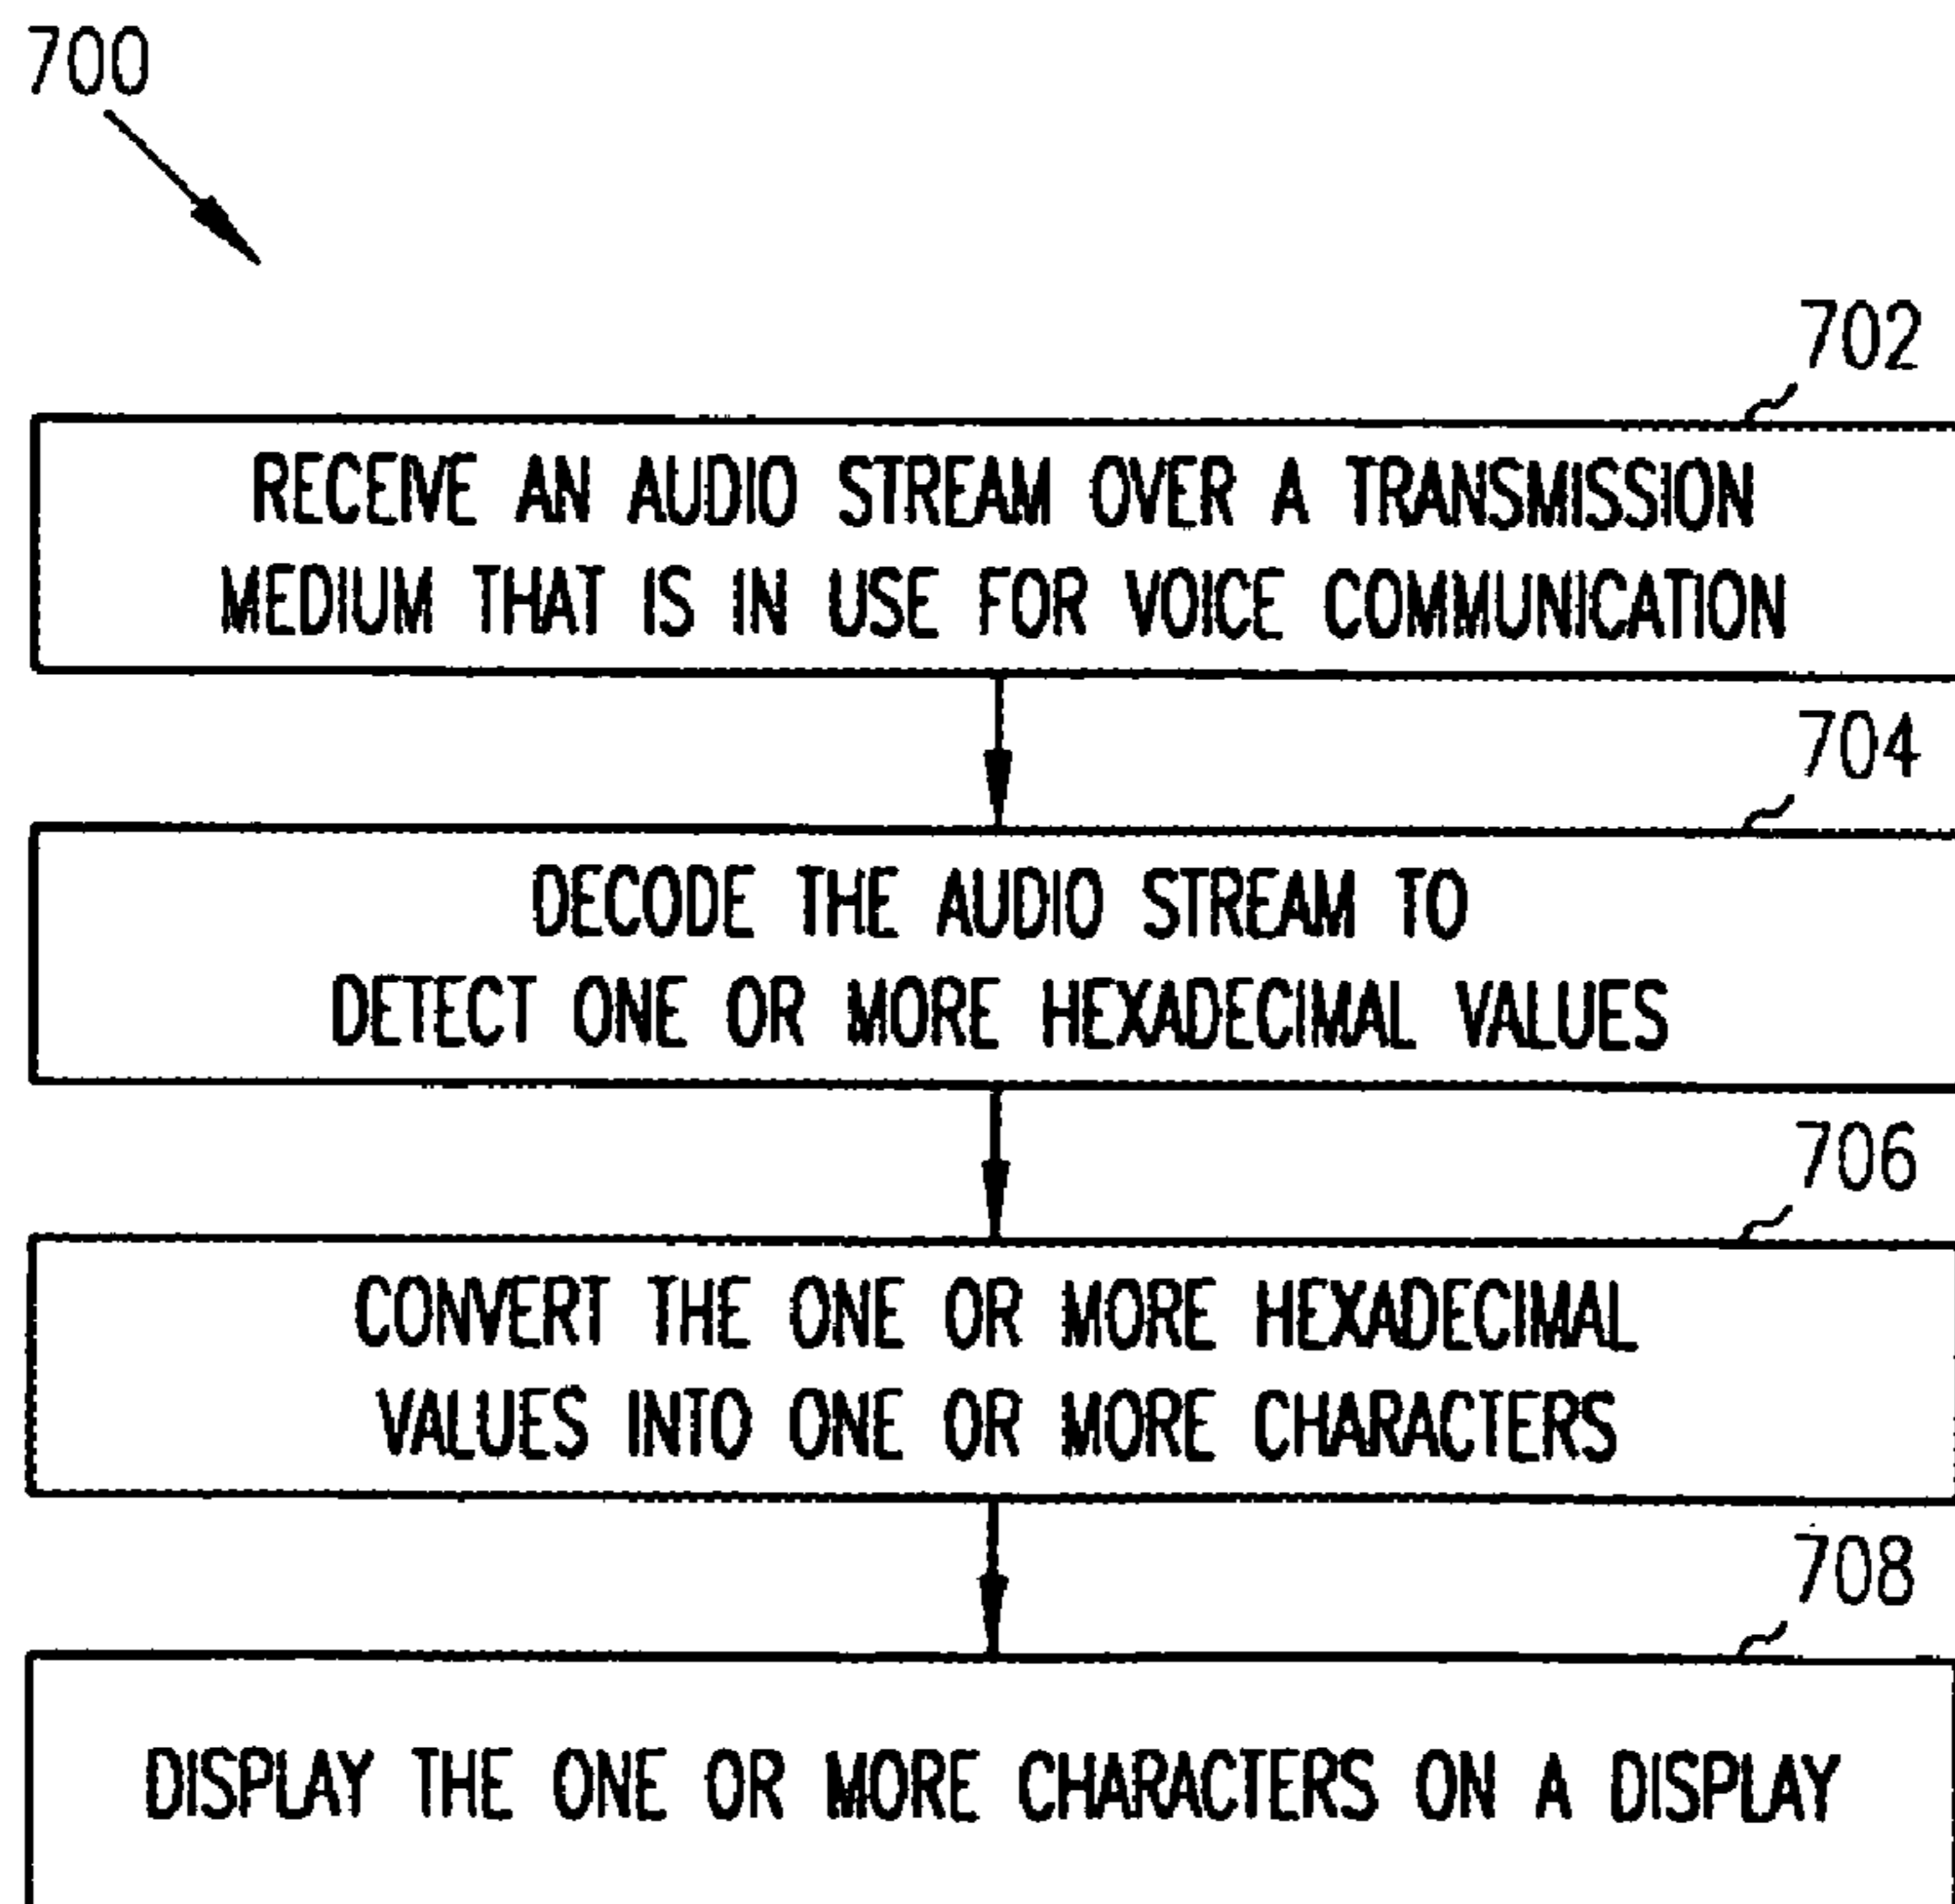 700
702
RECEIVE AN AUDIO STREAM OVER A TRANSMISSION
MEDIUM THAT IS IN USE FOR VOICE COMMUNICATION
704
DECODE THE AUDIO STREAM TO
DETECT ONE OR MORE HEXADECIMAL VALUES
706
CONVERT THE ONE OR MORE HEXADECIMAL
VALUES INTO ONE OR MORE CHARACTERS
708
DISPLAY THE ONE OR MORE CHARACTERS ON A DISPLAY